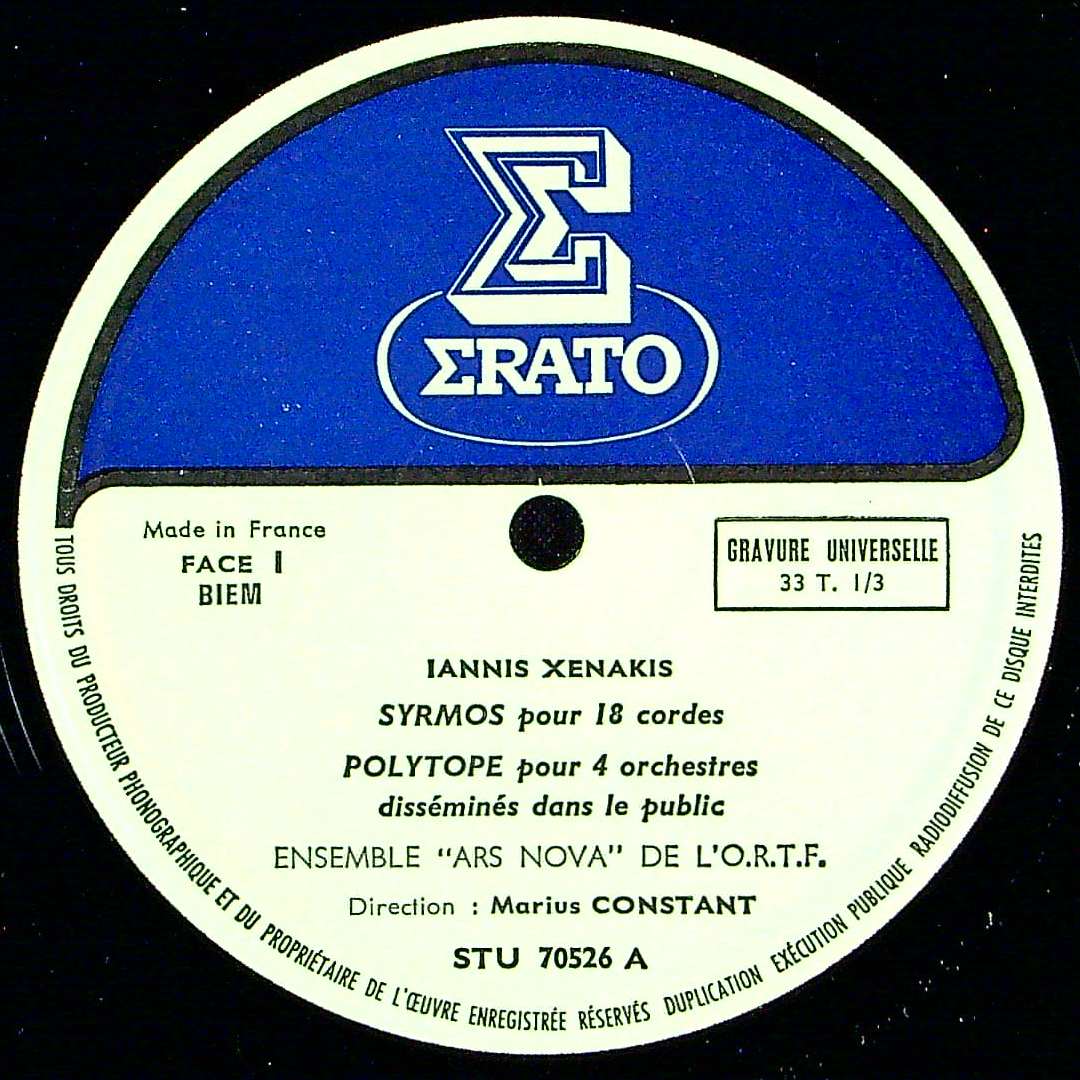 Σ
ΣRATO
Made in France
FACE I
BIEM
GRAVURE UNIVERSELLE
33 T. 1/3
IANNIS XENAKIS
SYRMOS pour 18 cordes
POLYTOPE pour 4 orchestres
disséminés dans le public
ENSEMBLE “ARS NOVA” DE L'O.R.T.F.
Direction : Marius CONSTANT
STU 70526 A
TOUS DROITS DU PRODUCTEUR PHONOGRAPHIQUE ET DU PROPRIÉTAIRE DE L'ŒUVRE ENREGISTRÉE RÉSERVÉS DUPLICATION EXÉCUTION PUBLIQUE RADIODIFFUSION DE CE DISQUE INTERDITES